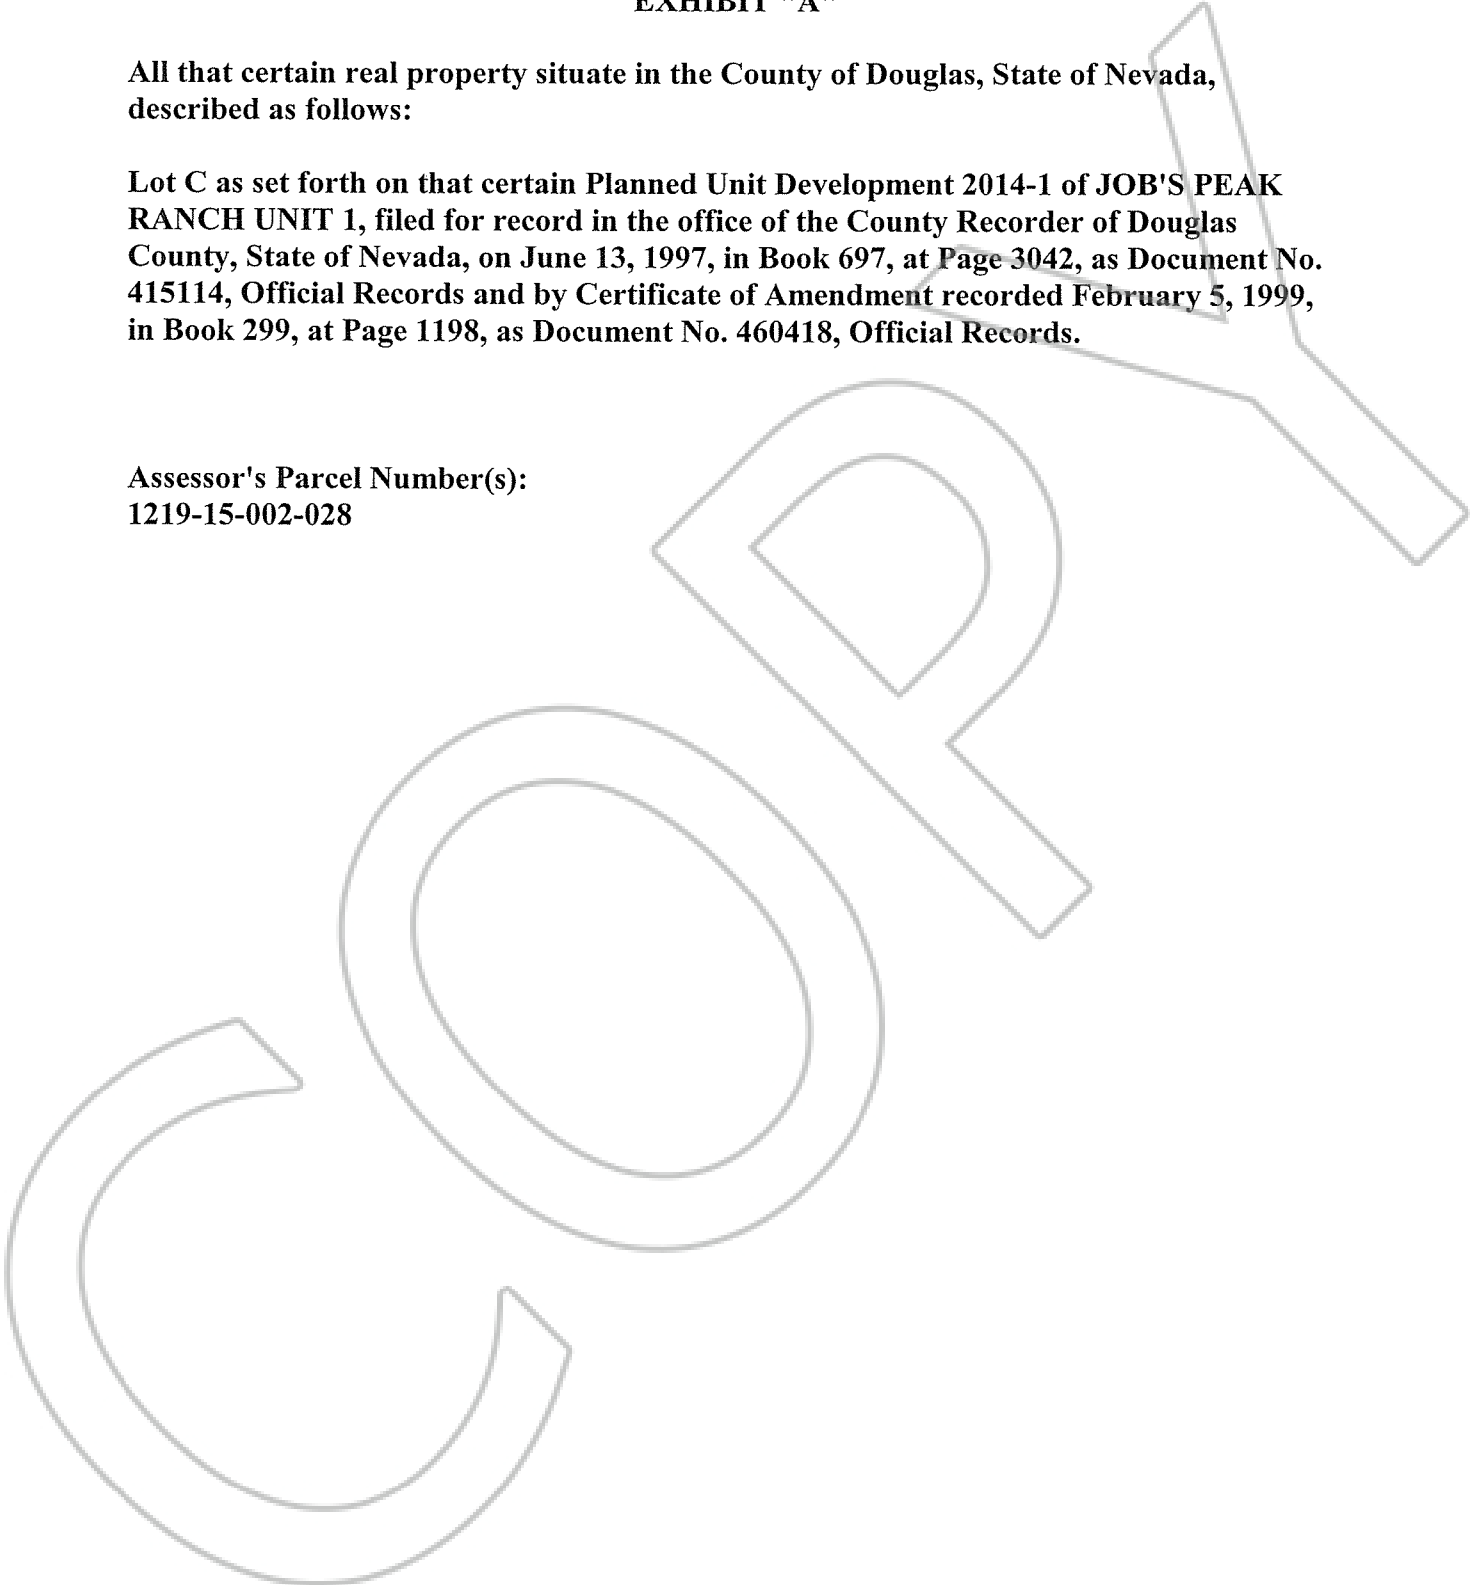 EXHIBIT "A"
All that certain real property situate in the County of Douglas, State of Nevada,
described as follows:
Lot C as set forth on that certain Planned Unit Development 2014-1 of JOB'S PEAK
RANCH UNIT 1, filed for record in the office of the County Recorder of Douglas
County, State of Nevada, on June 13, 1997, in Book 697, at Page 3042, as Document No.
415114, Official Records and by Certificate of Amendment recorded February 5, 1999,
in Book 299, at Page 1198, as Document No. 460418, Official Records.
Assessor's Parcel Number(s):
1219-15-002-028
COPY